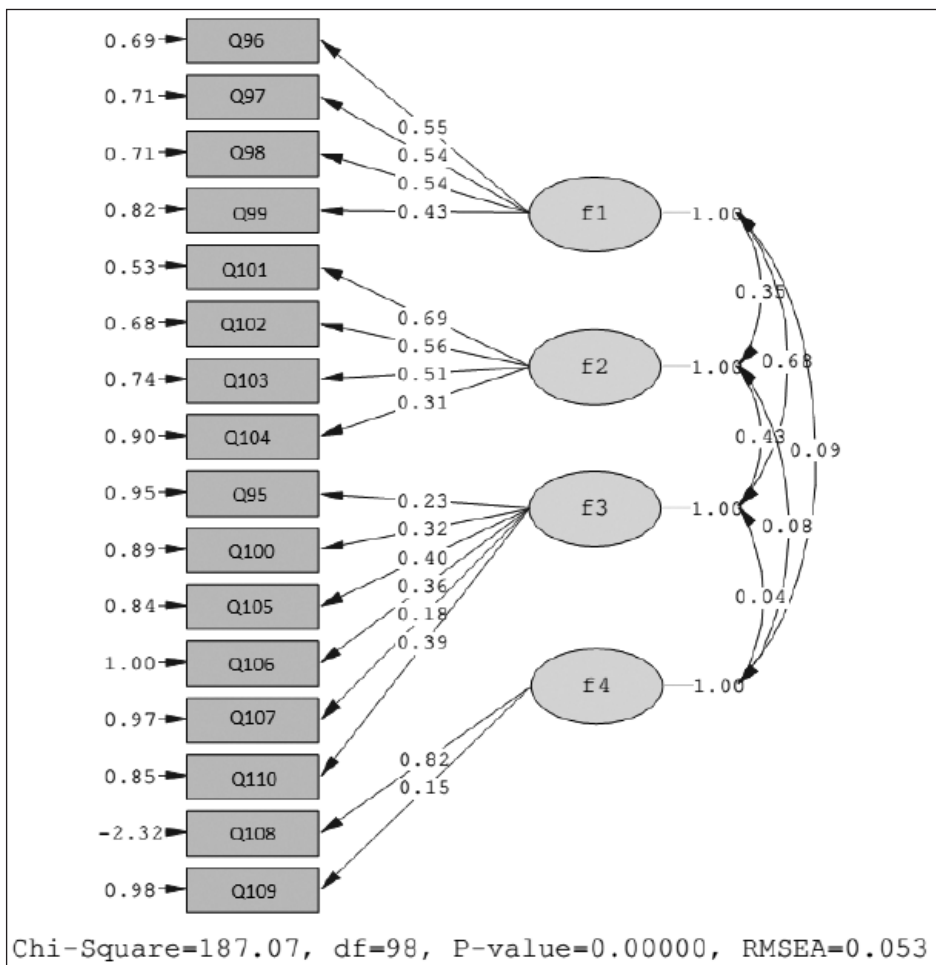 0.69 Q96
0.71 Q97
0.55
0.54
0.71 Q98
0.54
0.82 Q99 0.43 f1 1.00
0.53 Q101
0.35
0.69
0.68 Q102
0.56 f2 1.00 0.68
0.74 Q103 0.51
0.31
0.90 Q104 0.43
0.09
0.95 Q95
0.23 f3 1.00
0.32
0.08
0.89 Q100
0.40
0.36
0.84 Q105 0.04
0.18
0.39
1.00 Q106
f4 1.00
0.97 Q107
0.82
0.85 Q110
0.15
-2.32 Q108
0.98 Q109
Chi-Square=187.07, df=98, P-value=0.00000, RMSEA=0.053